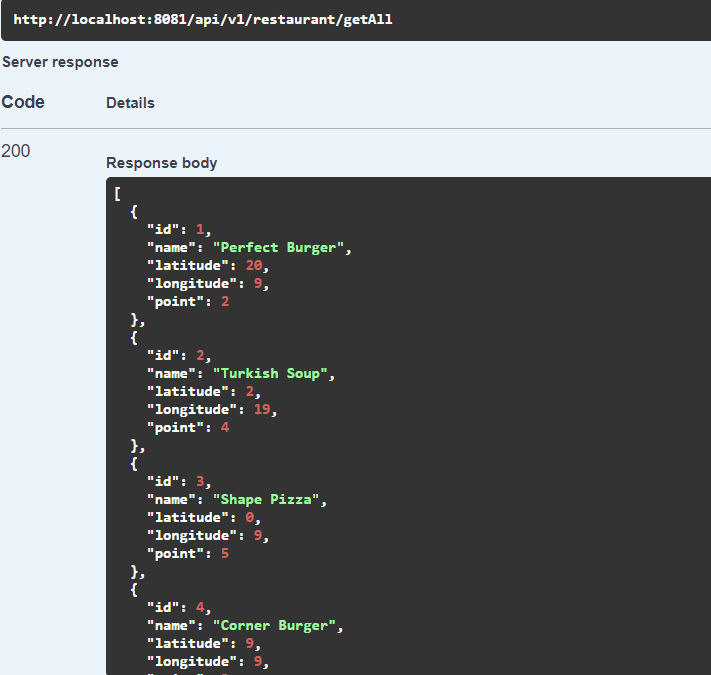 http://localhost:8081/api/v1/restaurant/getAll
Server response
Code Details
200
Response body
[
  {
    "id": 1,
    "name": "Perfect Burger",
    "latitude": 20,
    "longitude": 9,
    "point": 2
  },
  {
    "id": 2,
    "name": "Turkish Soup",
    "latitude": 2,
    "longitude": 19,
    "point": 4
  },
  {
    "id": 3,
    "name": "Shape Pizza",
    "latitude": 0,
    "longitude": 9,
    "point": 5
  },
  {
    "id": 4,
    "name": "Corner Burger",
    "latitude": 9,
    "longitude": 9,